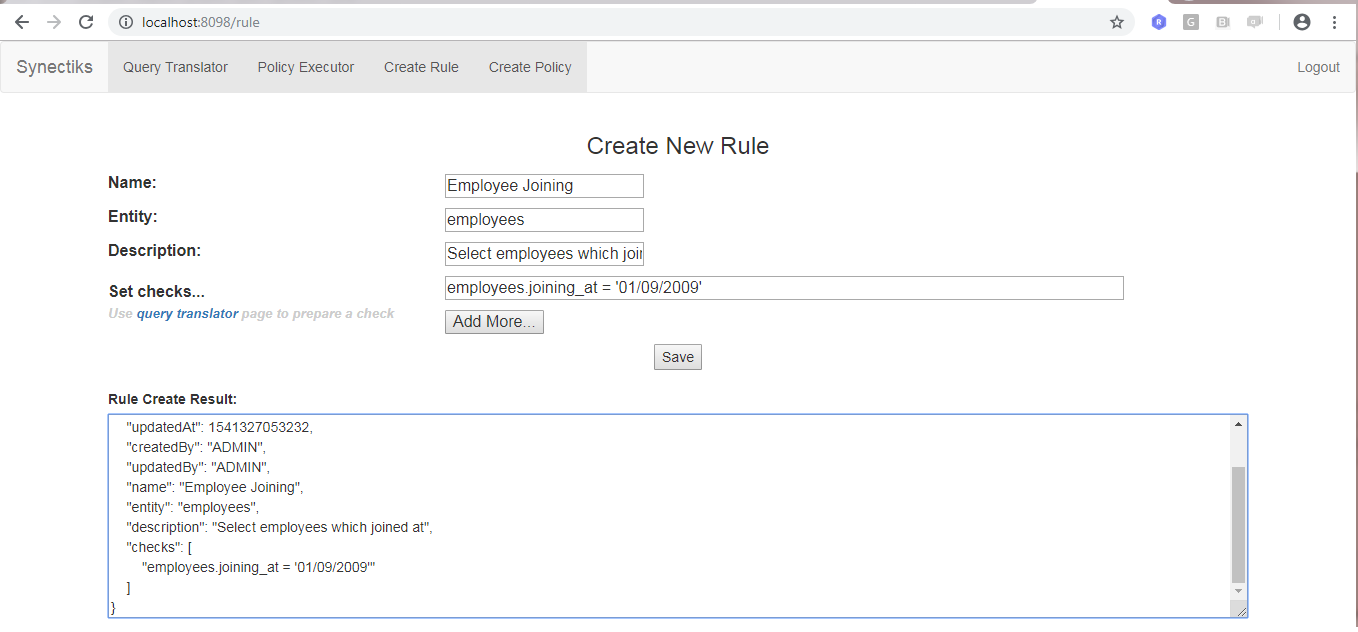 localhost:8098/rule
Synectiks Query Translator Policy Executor Create Rule Create Policy Logout
Create New Rule
Name: Employee Joining
Entity: employees
Description: Select employees which join
Set checks... employees.joining_at = '01/09/2009'
Use query translator page to prepare a check
Add More...
Save
Rule Create Result:
"updatedAt": 1541327053232,
"createdBy": "ADMIN",
"updatedBy": "ADMIN",
"name": "Employee Joining",
"entity": "employees",
"description": "Select employees which joined at",
"checks": [
"employees.joining_at = '01/09/2009'"
]
}